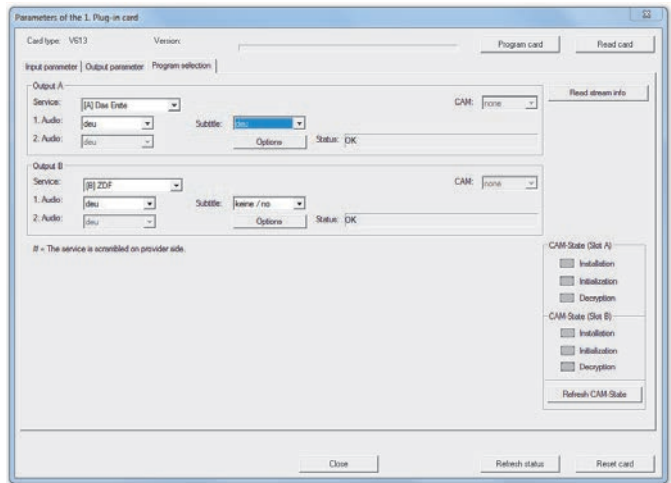 Parameters of the 1. Plug-in card
Card type: V613 Version: Program card Read card
Input parameter Output parameter Program selection
Output A
Service: [A] Das Erste CAM: none Read stream info
1. Audio: deu Subtitle: deu
2. Audio: deu Options Status: OK
Output B
Service: [B] ZDF CAM: none
1. Audio: deu Subtitle: keine / no
2. Audio: deu Options Status: OK
# = The service is scrambled on provider side.
CAM-State (Slot A)
Installation
Initialization
Decryption
CAM-State (Slot B)
Installation
Initialization
Decryption
Refresh CAM-State
Close Refresh status Reset card